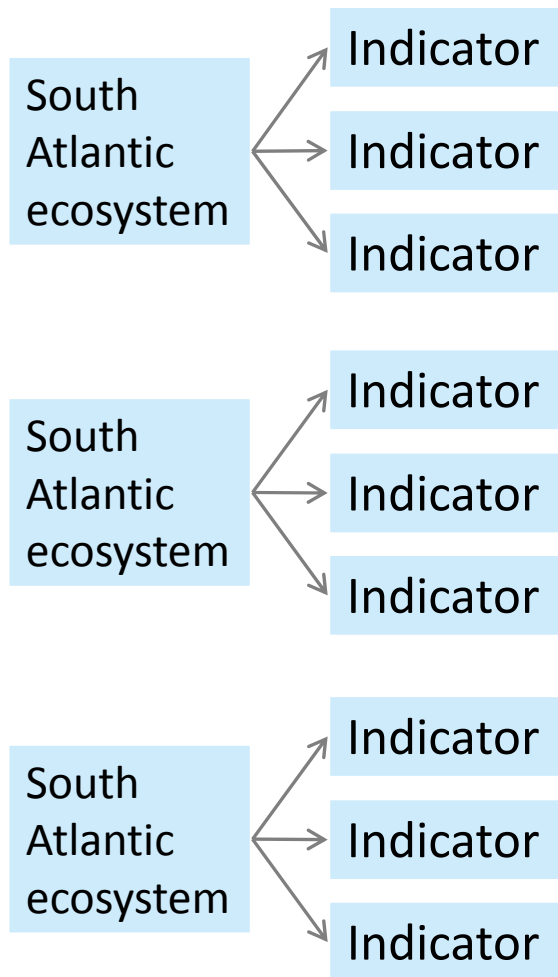 South
Atlantic
ecosystem
Indicator
Indicator
Indicator
South
Atlantic
ecosystem
Indicator
Indicator
Indicator
South
Atlantic
ecosystem
Indicator
Indicator
Indicator